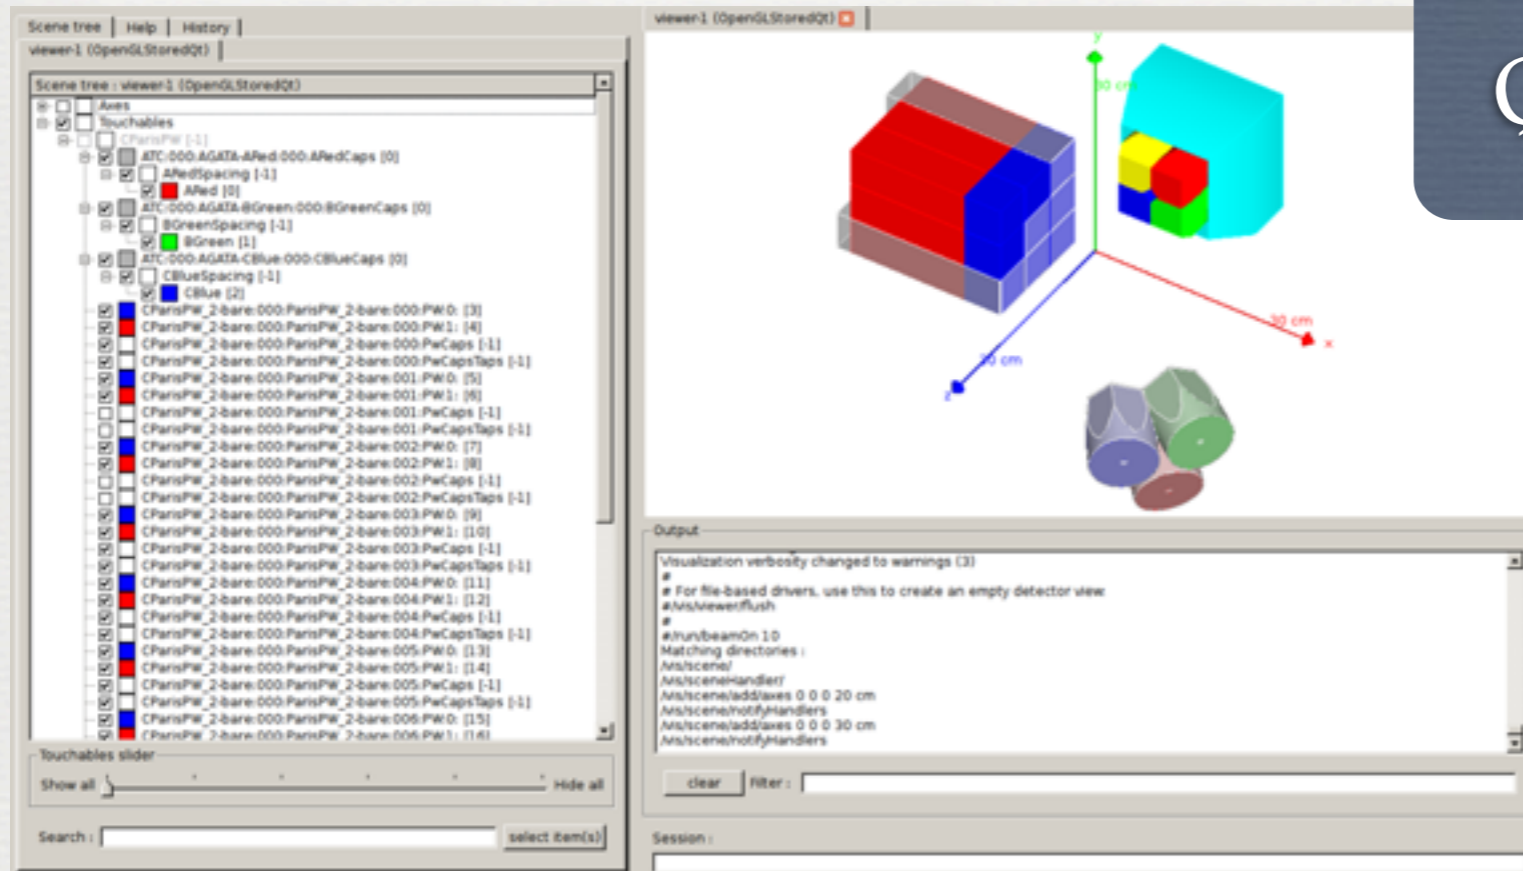 Scene tree
Help
History
viewer-1 (OpenGLStoredQt)
Scene tree : viewer-1 (OpenGLStoredQt)
Axes
Touchables
CParisPW [-1]
ATC:000:AGATA-ARed:000:ARedCaps [0]
ARedSpacing [-1]
ARed [0]
ATC:000:AGATA-BGreen:000:BGreenCaps [0]
BGreenSpacing [-1]
BGreen [1]
ATC:000:AGATA-CBlue:000:CBlueCaps [0]
CBlueSpacing [-1]
CBlue [2]
CParisPW_2-bare:000:ParisPW_2-bare:000:PW:0: [3]
CParisPW_2-bare:000:ParisPW_2-bare:000:PW:1: [4]
CParisPW_2-bare:000:ParisPW_2-bare:000:PwCaps [-1]
CParisPW_2-bare:000:ParisPW_2-bare:000:PwCapsTaps [-1]
CParisPW_2-bare:000:ParisPW_2-bare:001:PW:0: [5]
CParisPW_2-bare:000:ParisPW_2-bare:001:PW:1: [6]
CParisPW_2-bare:000:ParisPW_2-bare:001:PwCaps [-1]
CParisPW_2-bare:000:ParisPW_2-bare:001:PwCapsTaps [-1]
CParisPW_2-bare:000:ParisPW_2-bare:002:PW:0: [7]
CParisPW_2-bare:000:ParisPW_2-bare:002:PW:1: [8]
CParisPW_2-bare:000:ParisPW_2-bare:002:PwCaps [-1]
CParisPW_2-bare:000:ParisPW_2-bare:002:PwCapsTaps [-1]
CParisPW_2-bare:000:ParisPW_2-bare:003:PW:0: [9]
CParisPW_2-bare:000:ParisPW_2-bare:003:PW:1: [10]
CParisPW_2-bare:000:ParisPW_2-bare:003:PwCaps [-1]
CParisPW_2-bare:000:ParisPW_2-bare:003:PwCapsTaps [-1]
CParisPW_2-bare:000:ParisPW_2-bare:004:PW:0: [11]
CParisPW_2-bare:000:ParisPW_2-bare:004:PW:1: [12]
CParisPW_2-bare:000:ParisPW_2-bare:004:PwCaps [-1]
CParisPW_2-bare:000:ParisPW_2-bare:004:PwCapsTaps [-1]
CParisPW_2-bare:000:ParisPW_2-bare:005:PW:0: [13]
CParisPW_2-bare:000:ParisPW_2-bare:005:PW:1: [14]
CParisPW_2-bare:000:ParisPW_2-bare:005:PwCaps [-1]
CParisPW_2-bare:000:ParisPW_2-bare:005:PwCapsTaps [-1]
CParisPW_2-bare:000:ParisPW_2-bare:006:PW:0: [15]
CParisPW_2-bare:000:ParisPW_2-bare:006:PW:1: [16]
Touchables slider
Show all
Hide all
Search :
select item(s)
viewer-1 (OpenGLStoredQt)
y
30 cm
30 cm
x
30 cm
z
Output
Visualization verbosity changed to warnings (3)
#
# For file-based drivers, use this to create an empty detector view:
#/vis/viewer/flush
#
#/run/beamOn 10
Matching directories :
/vis/scene/
/vis/sceneHandler/
/vis/scene/add/axes 0 0 0 20 cm
/vis/scene/notifyHandlers
/vis/scene/add/axes 0 0 0 30 cm
/vis/scene/notifyHandlers
clear
Filter :
Session :